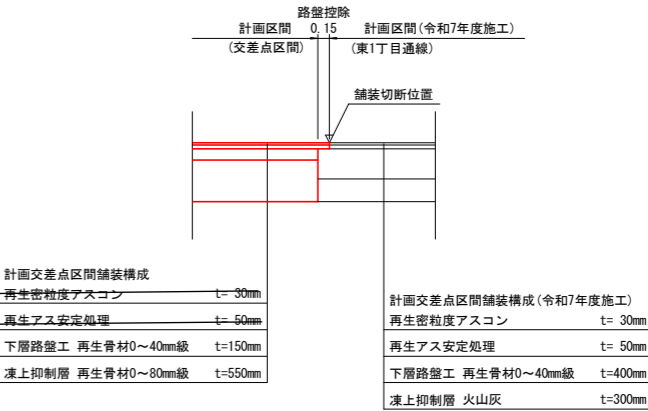 路盤控除
計画区間 0.15 計画区間(令和7年度施工)
(交差点区間) (東1丁目通線)
舗装切断位置
計画交差点区間舗装構成
再生密粒度アスコン t= 30mm
再生アス安定処理 t= 50mm
下層路盤工 再生骨材0～40mm級 t=150mm
凍上抑制層 再生骨材0～80mm級 t=550mm
計画交差点区間舗装構成(令和7年度施工)
再生密粒度アスコン t= 30mm
再生アス安定処理 t= 50mm
下層路盤工 再生骨材0～40mm級 t=400mm
凍上抑制層 火山灰 t=300mm